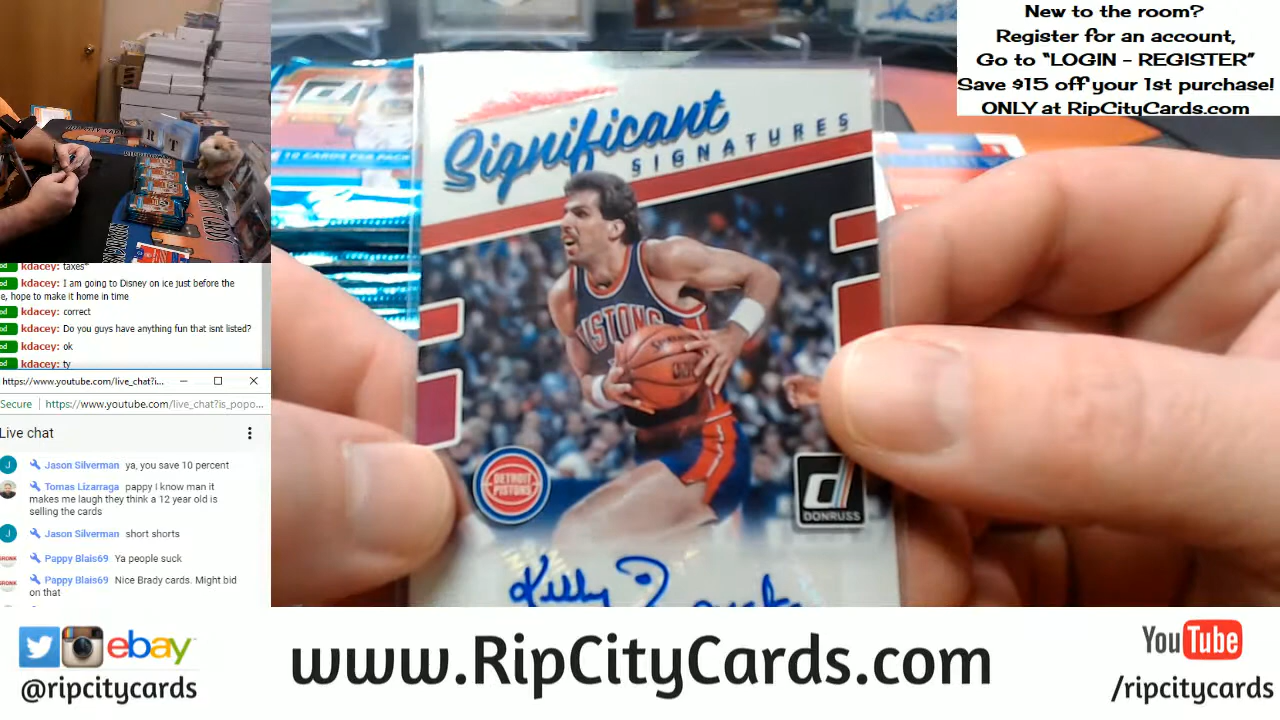 New to the room?
Register for an account,
Go to “LOGIN - REGISTER”
Save $15 off your 1st purchase!
ONLY at RipCityCards.com
10 CARDS PER PACK
Significant
SIGNATURES
PISTONS
DETROIT
PISTONS
d
DONRUSS
Kelly
R
T
kdacey: taxes*
kdacey: I am going to Disney on ice just before the
e, hope to make it home in time
kdacey: correct
kdacey: Do you guys have anything fun that isnt listed?
kdacey: ok
kdacey: ty
https://www.youtube.com/live_chat?i...
Secure | https://www.youtube.com/live_chat?is_popo...
Live chat
J Jason Silverman ya, you save 10 percent
Tomas Lizarraga pappy I know man it
makes me laugh they think a 12 year old is
selling the cards
J Jason Silverman short shorts
Pappy Blais69 Ya people suck
Pappy Blais69 Nice Brady cards. Might bid
on that
ebay
@ripcitycards
www.RipCityCards.com
YouTube
/ripcitycards